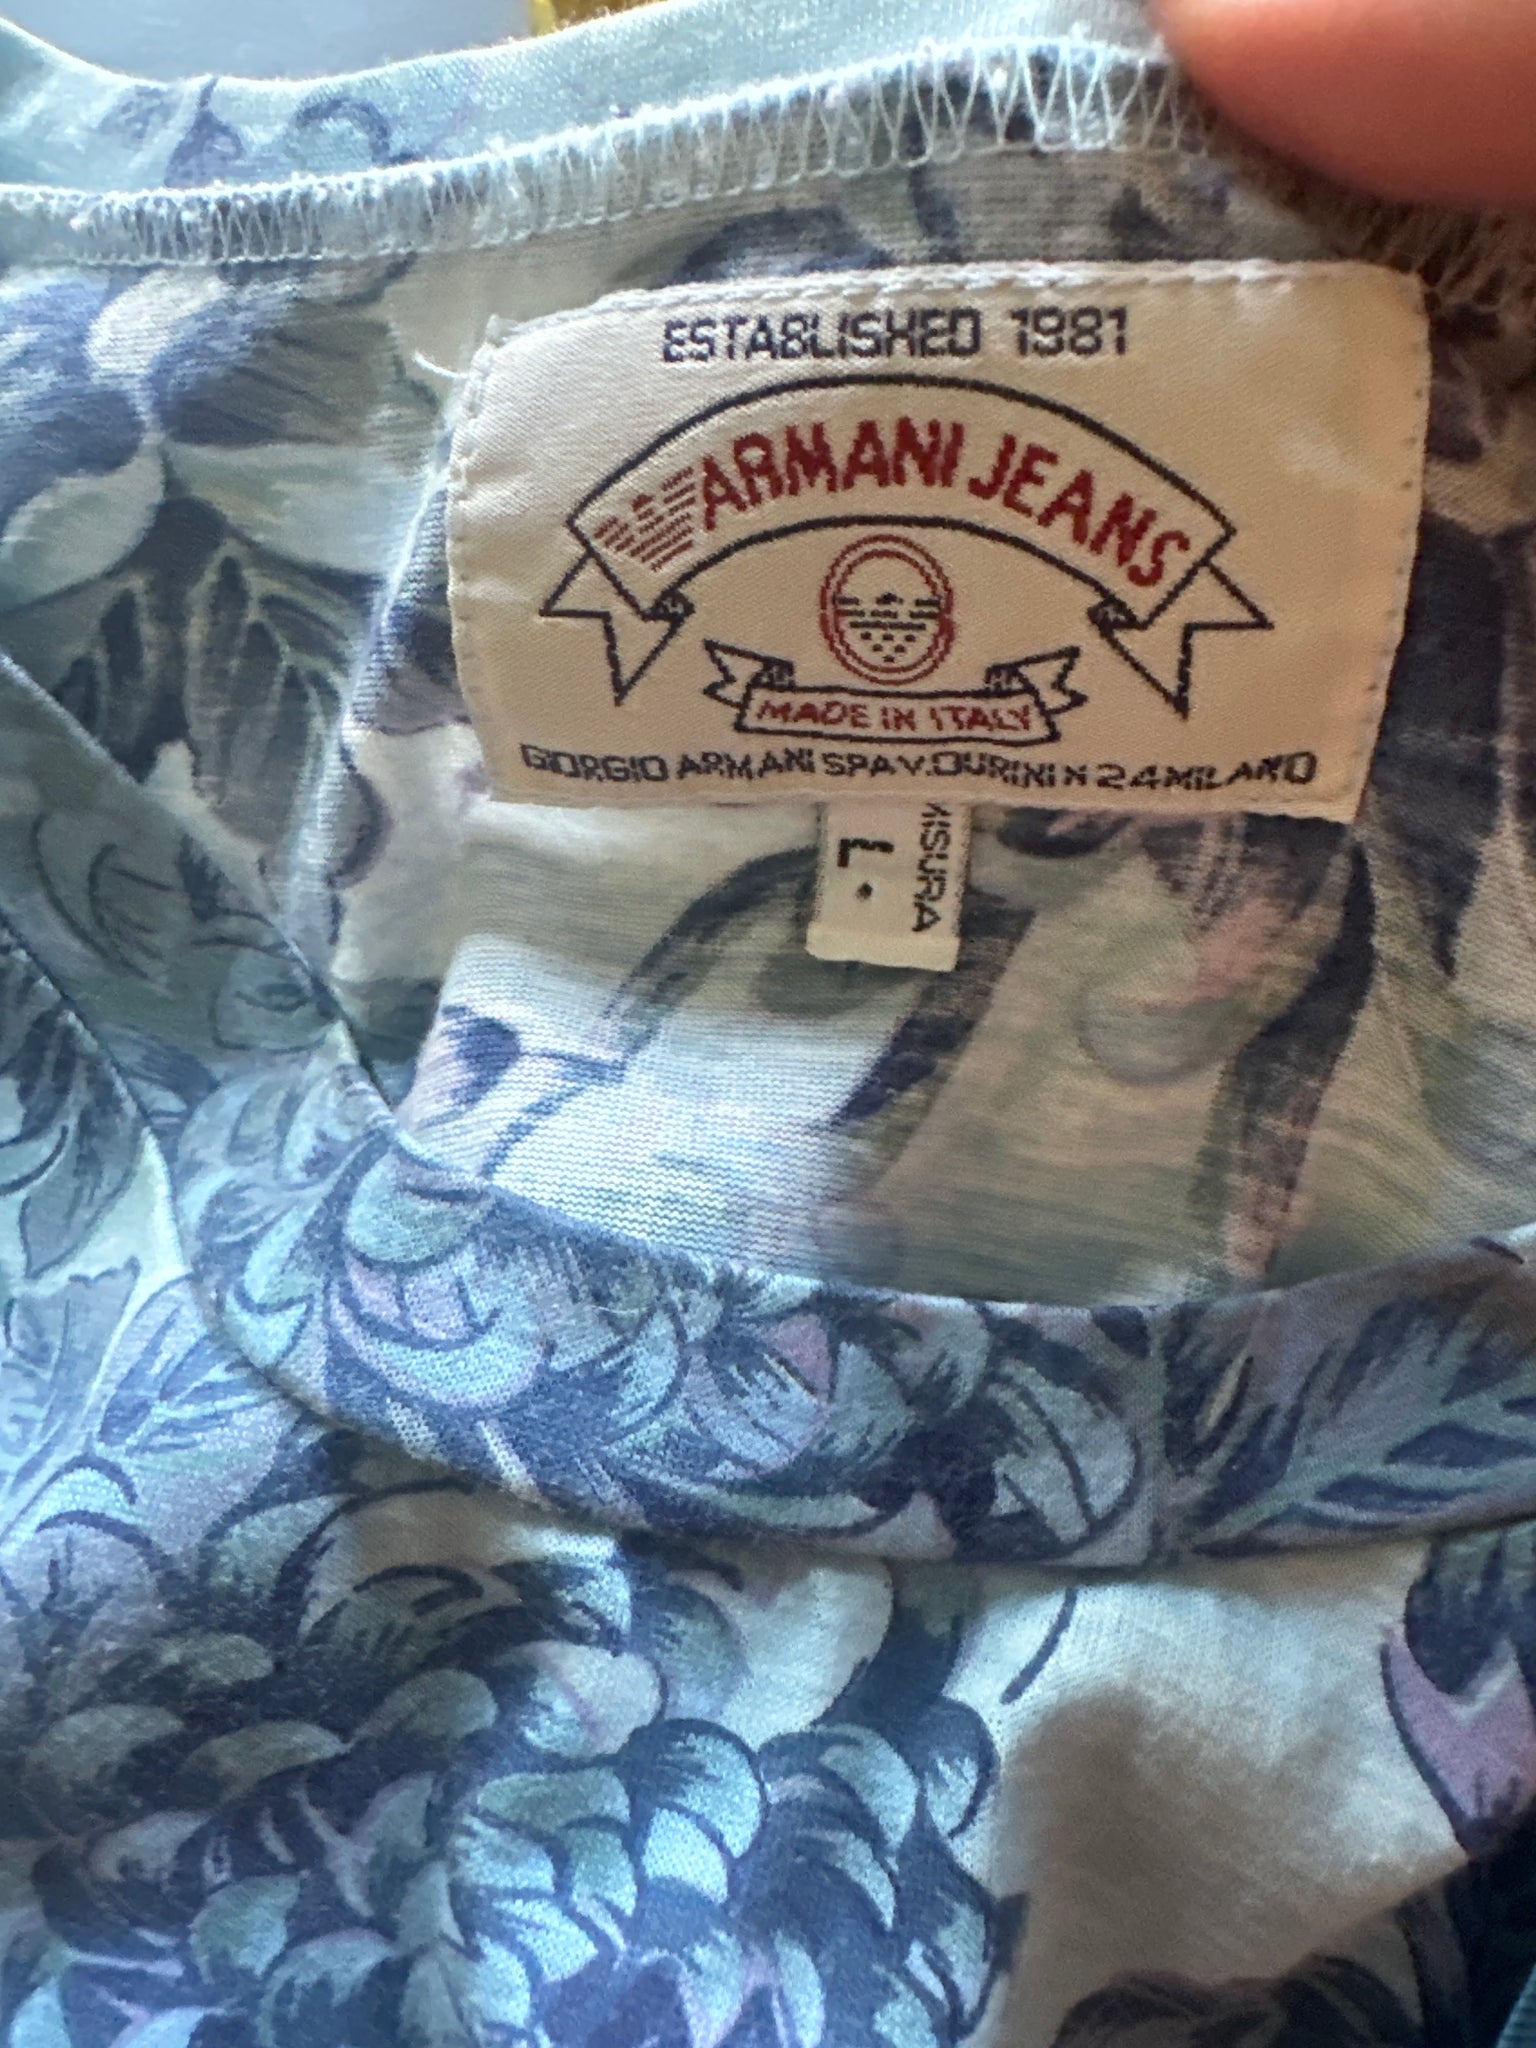 ESTABLISHED 1981
ARMANI JEANS
MADE IN ITALY
GIORGIO ARMANI SPA V.DURINI N 24 MILANO
MISURA
L.